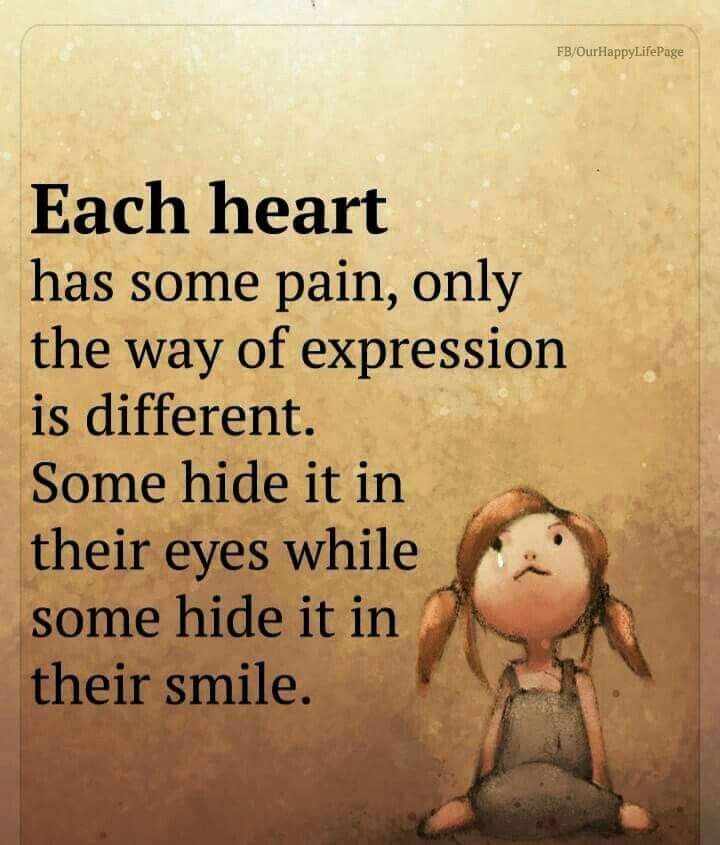 FB/OurHappyLifePage
Each heart
has some pain, only
the way of expression
is different.
Some hide it in
their eyes while
some hide it in
their smile.